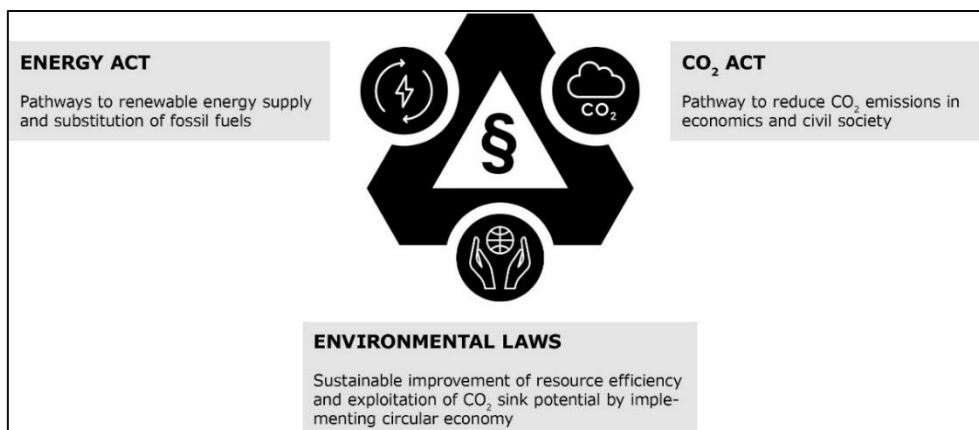 ENERGY ACT
Pathways to renewable energy supply
and substitution of fossil fuels
§
CO₂
CO₂ ACT
Pathway to reduce CO₂ emissions in
economics and civil society
ENVIRONMENTAL LAWS
Sustainable improvement of resource efficiency
and exploitation of CO₂ sink potential by imple-
menting circular economy